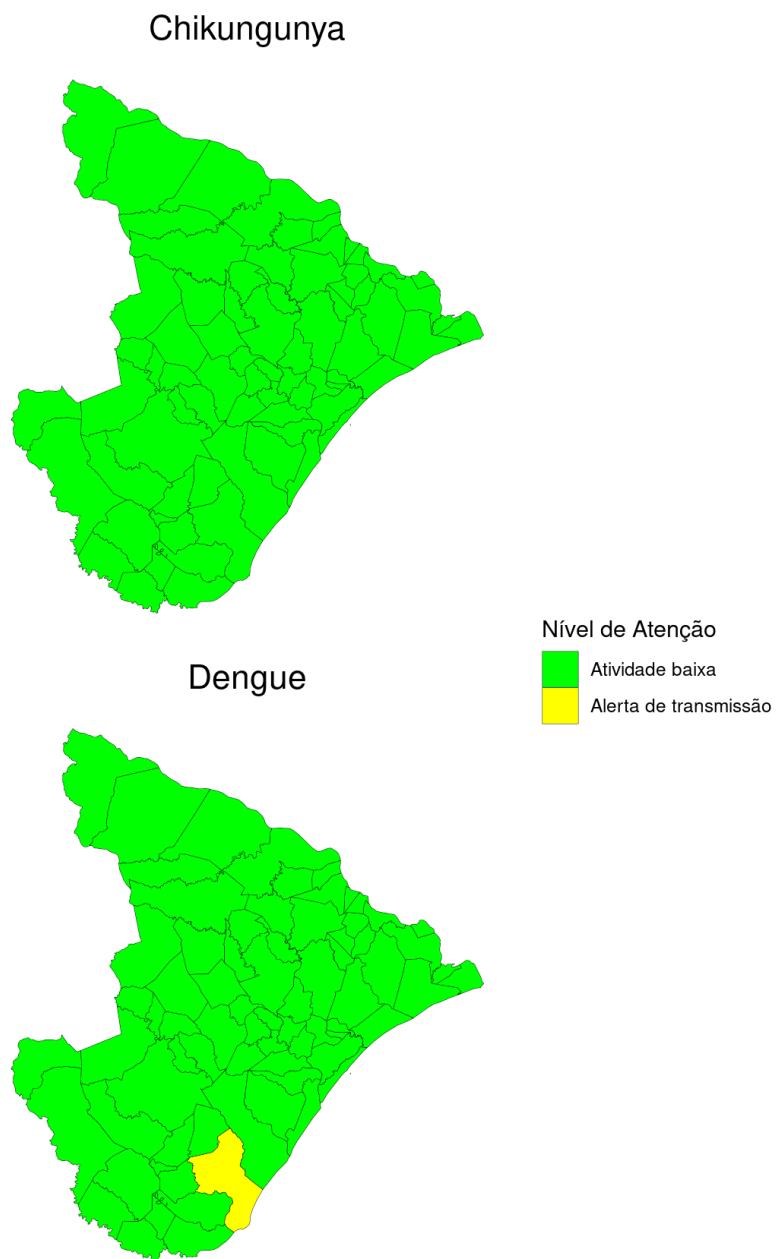 Chikungunya
Nível de Atenção
Atividade baixa
Alerta de transmissão
Dengue